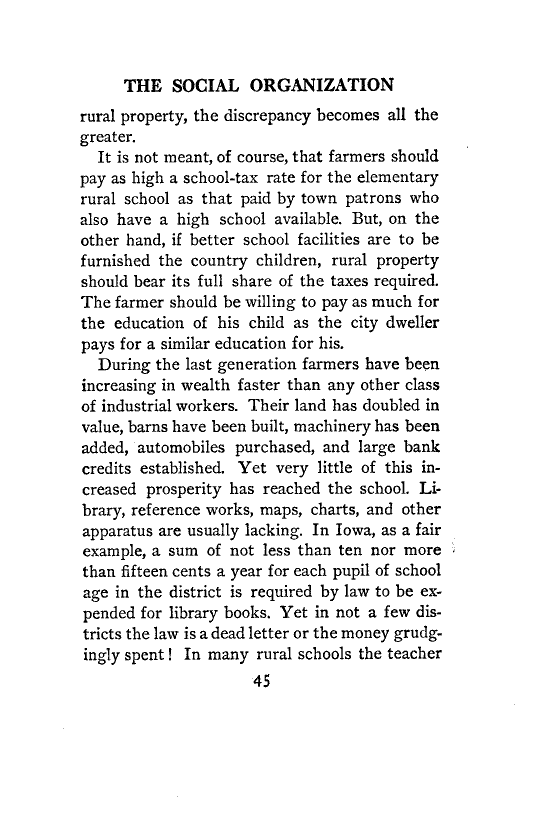 THE SOCIAL ORGANIZATION
rural property, the discrepancy becomes all the
greater.
It is not meant, of course, that farmers should
pay as high a school-tax rate for the elementary
rural school as that paid by town patrons who
also have a high school available. But, on the
other hand, if better school facilities are to be
furnished the country children, rural property
should bear its full share of the taxes required.
The farmer should be willing to pay as much for
the education of his child as the city dweller
pays for a similar education for his.
During the last generation farmers have been
increasing in wealth faster than any other class
of industrial workers. Their land has doubled in
value, barns have been built, machinery has been
added, automobiles purchased, and large bank
credits established. Yet very little of this in-
creased prosperity has reached the school. Li-
brary, reference works, maps, charts, and other
apparatus are usually lacking. In Iowa, as a fair
example, a sum of not less than ten nor more
than fifteen cents a year for each pupil of school
age in the district is required by law to be ex-
pended for library books. Yet in not a few dis-
tricts the law is a dead letter or the money grudg-
ingly spent! In many rural schools the teacher
45